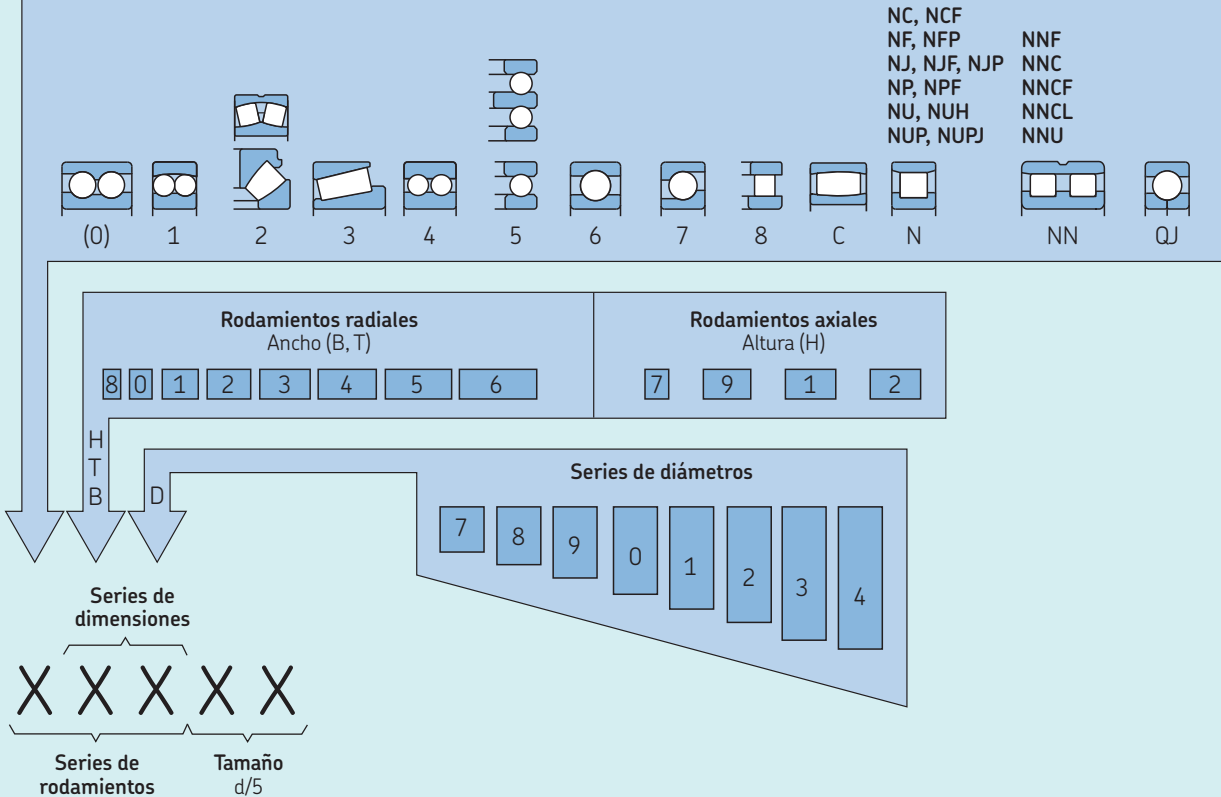 NC, NCF
NF, NFP NNF
NJ, NJF, NJP NNC
NP, NPF NNCF
NU, NUH NNCL
NUP, NUPJ NNU
(0) 1 2 3 4 5 6 7 8 C N NN QJ
Rodamientos radiales
Ancho (B, T)
8 0 1 2 3 4 5 6
Rodamientos axiales
Altura (H)
7 9 1 2
H
T
B
D
Series de diámetros
7 8 9 0 1 2 3 4
Series de
dimensiones
X X X X X
Series de
rodamientos
Tamaño
d/5